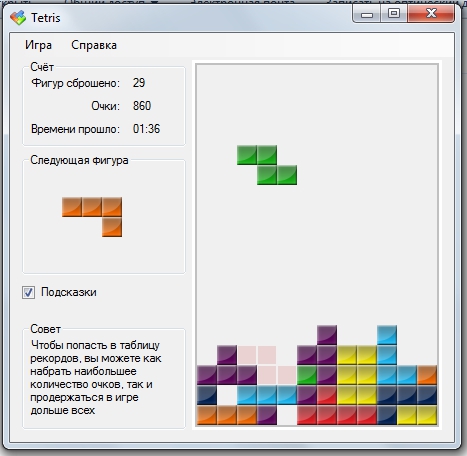 Tetris
Игра Справка
Счёт
Фигур сброшено: 29
Очки: 860
Времени прошло: 01:36
Следующая фигура
Подсказки
Совет
Чтобы попасть в таблицу
рекордов, вы можете как
набрать наибольшее
количество очков, так и
продержаться в игре
дольше всех